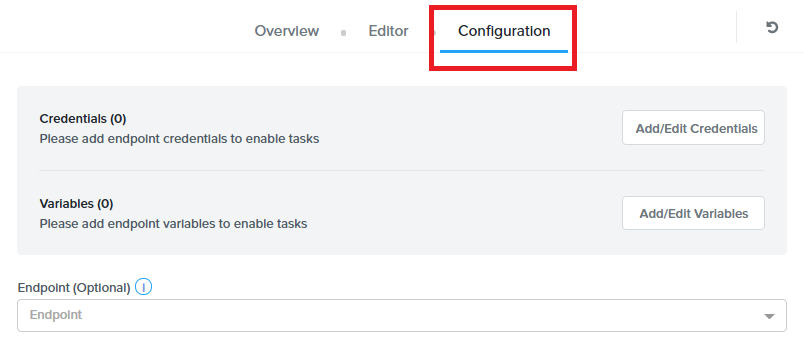 Overview Editor Configuration
Credentials (0)
Please add endpoint credentials to enable tasks
Add/Edit Credentials
Variables (0)
Please add endpoint variables to enable tasks
Add/Edit Variables
Endpoint (Optional)
Endpoint